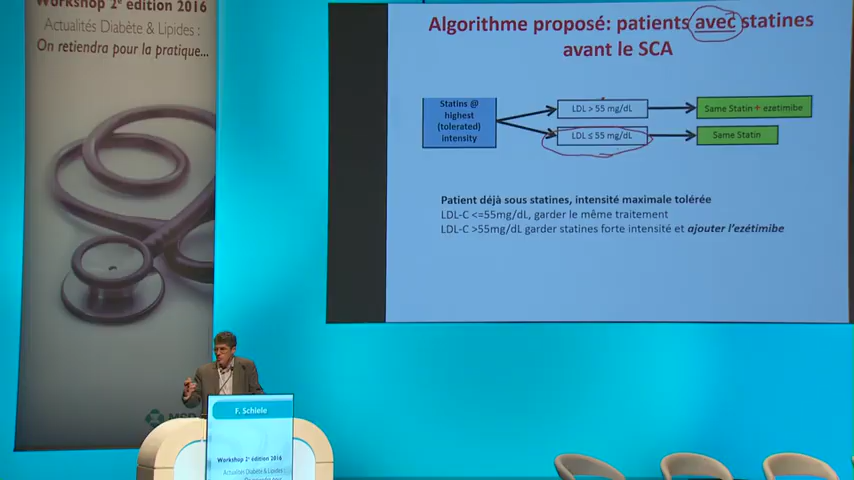 Workshop 2e édition 2016
Actualités Diabète & Lipides :
On retiendra pour la pratique...
Algorithme proposé: patients avec statines
avant le SCA
Statins @
highest
(tolerated)
intensity
LDL > 55 mg/dL
Same Statin + ezetimibe
LDL ≤ 55 mg/dL
Same Statin
Patient déjà sous statines, intensité maximale tolérée
LDL-C <=55mg/dL, garder le même traitement
LDL-C >55mg/dL garder statines forte intensité et ajouter l'ezétimibe
MSD
F. Schiele
Workshop 2e édition 2016
Actualités Diabète & Lipides :